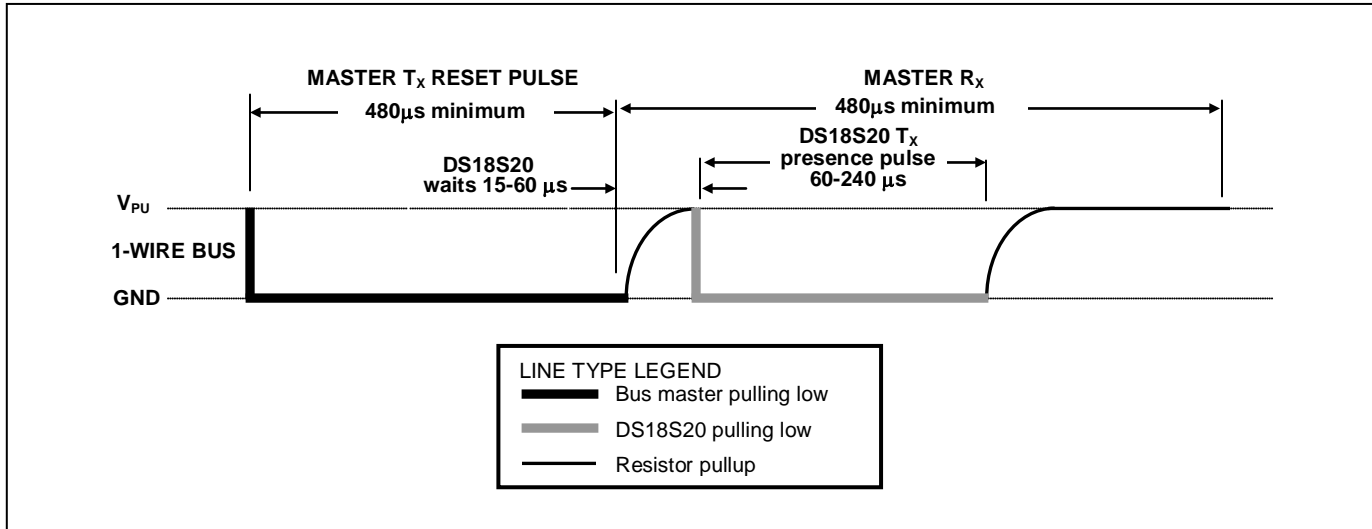 MASTER TX RESET PULSE
480µs minimum
MASTER RX
480µs minimum
DS18S20
waits 15-60 µs
DS18S20 TX
presence pulse
60-240 µs
VPU
1-WIRE BUS
GND
LINE TYPE LEGEND
Bus master pulling low
DS18S20 pulling low
Resistor pullup